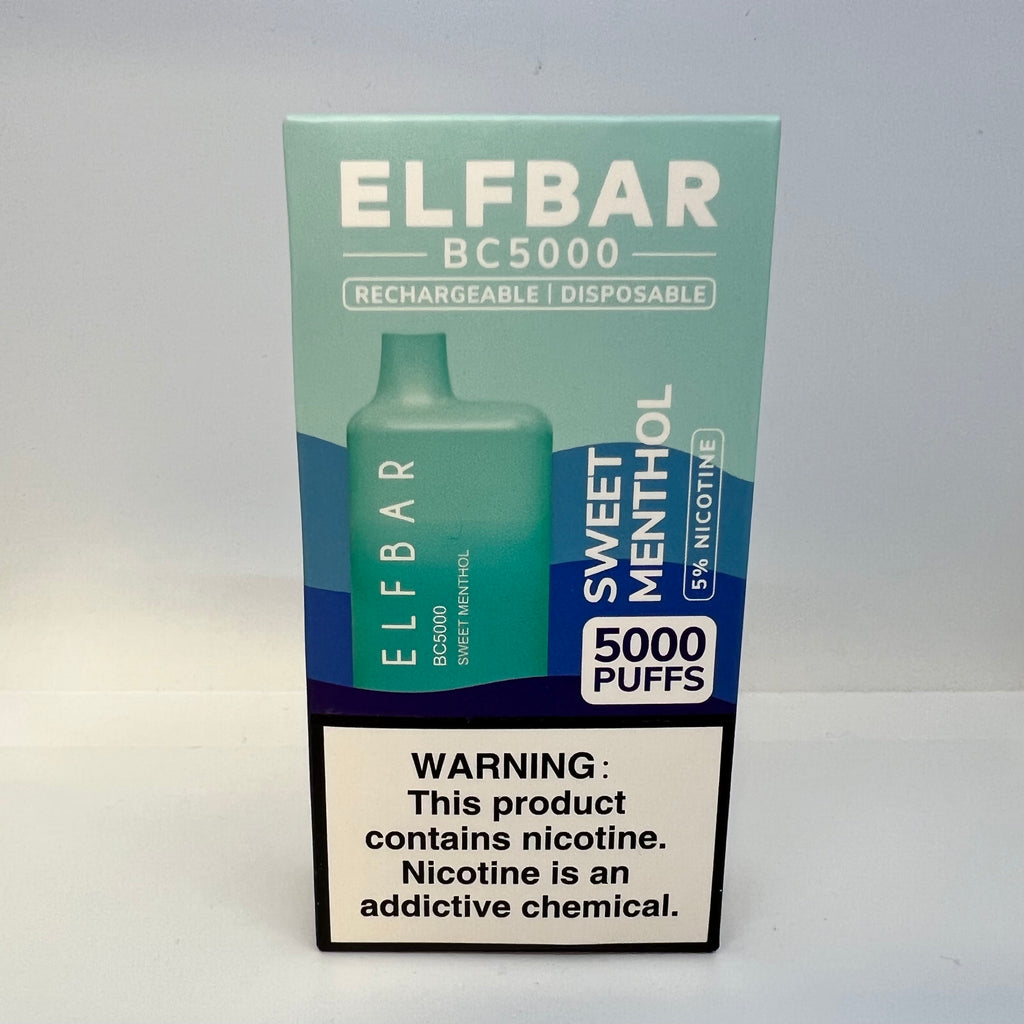 ELFBAR
BC5000
RECHARGEABLE | DISPOSABLE
ELFBAR
BC5000
SWEET MENTHOL
SWEET
MENTHOL
5% NICOTINE
5000
PUFFS
WARNING:
This product
contains nicotine.
Nicotine is an
addictive chemical.